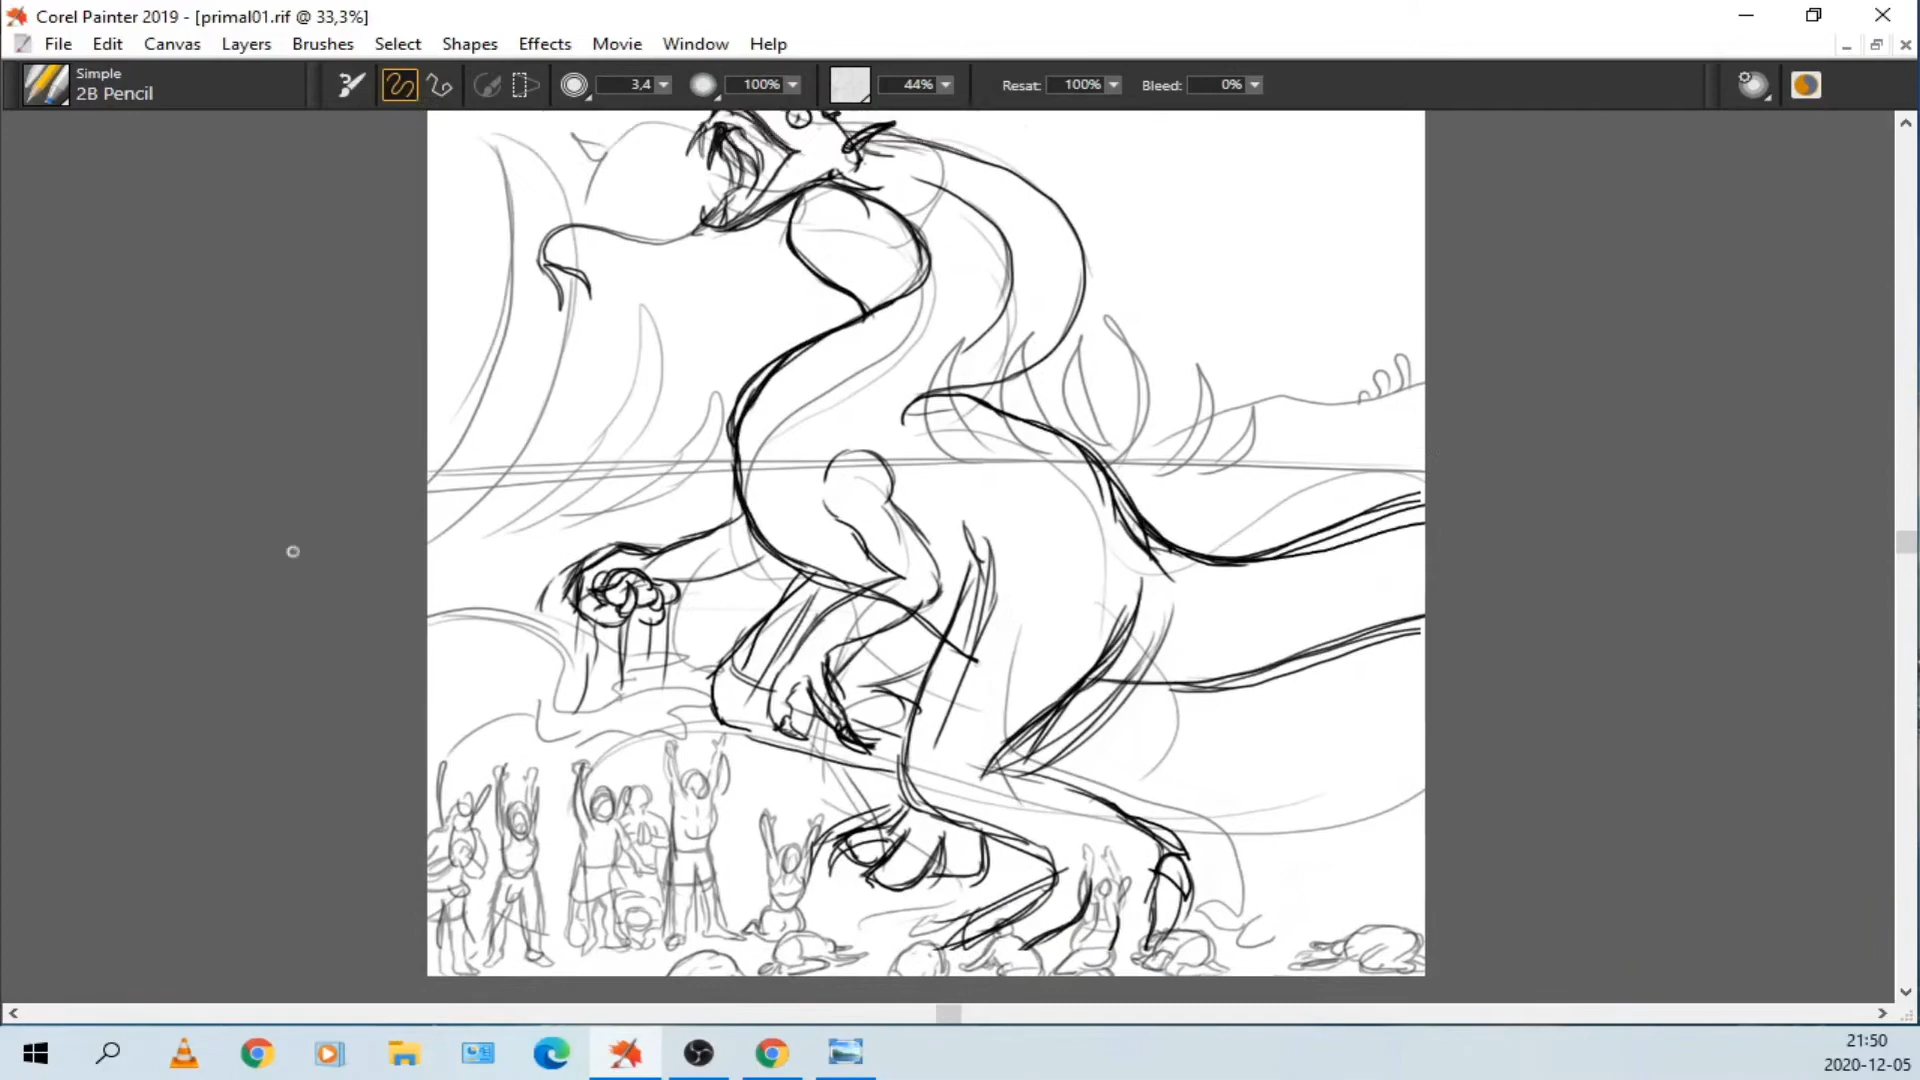 Corel Painter 2019 - [primal01.rif @ 33,3%]
File Edit Canvas Layers Brushes Select Shapes Effects Movie Window Help
Simple
2B Pencil
3,4 100% 44% Resat: 100% Bleed: 0%
21:50
2020-12-05